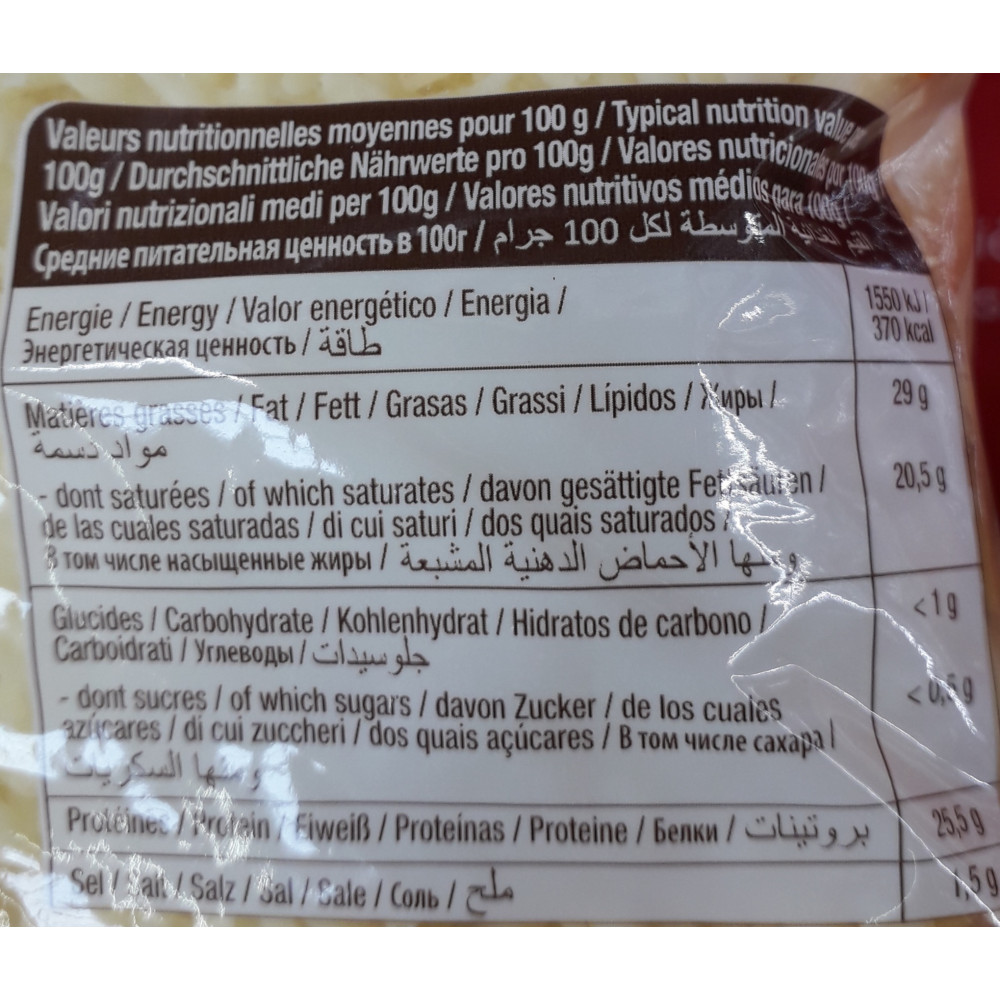 Valeurs nutritionnelles moyennes pour 100 g / Typical nutrition value
100g / Durchschnittliche Nährwerte pro 100g / Valores nutricionales por 100g /
Valori nutrizionali medi per 100g / Valores nutritivos médios para 100g /
Средние питательная ценность в 100г / المتوسطة لكل 100 جرام
Energie / Energy / Valor energético / Energia / 1550 kJ /
Энергетическая ценность / طاقة 370 kcal
Matières grasses / Fat / Fett / Grasas / Grassi / Lípidos / Жиры / 29 g
مواد دسمة
- dont saturées / of which saturates / davon gesättigte Fettsäuren / 20,5 g
de las cuales saturadas / di cui saturi / dos quais saturados /
В том числе насыщенные жиры / ومنها الأحماض الدهنية المشبعة
Glucides / Carbohydrate / Kohlenhydrat / Hidratos de carbono / <1 g
Carboidrati / Углеводы / جلوسيدات
- dont sucres / of which sugars / davon Zucker / de los cuales < 0,5 g
azúcares / di cui zuccheri / dos quais açúcares / В том числе сахара /
ومنها السكريات
Protéines / Protein / Eiweiß / Proteínas / Proteine / Белки / بروتينات 25,5 g
Sel / Salt / Salz / Sal / Sale / Соль / ملح 1,5 g